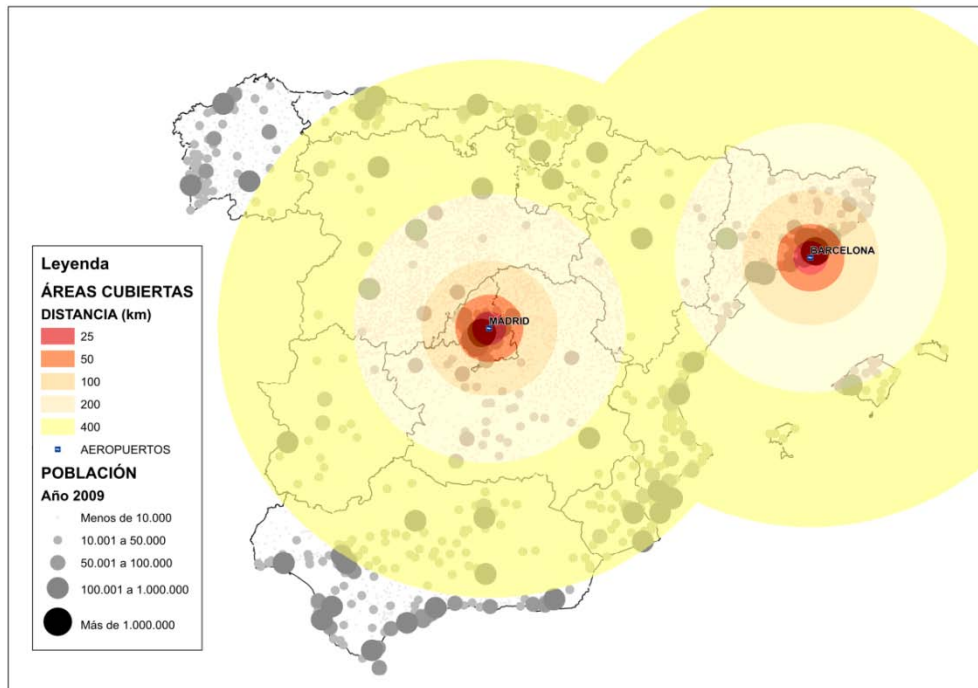 BARCELONA
MADRID
Leyenda
ÁREAS CUBIERTAS
DISTANCIA (km)
25
50
100
200
400
AEROPUERTOS
POBLACIÓN
Año 2009
Menos de 10.000
10.001 a 50.000
50.001 a 100.000
100.001 a 1.000.000
Más de 1.000.000